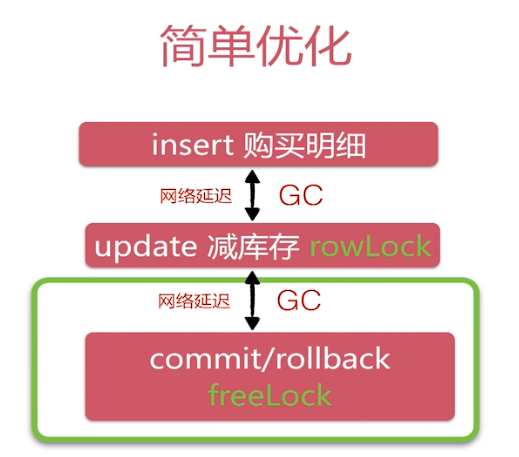 简单优化
insert 购买明细
网络延迟 GC
update 减库存 rowLock
网络延迟 GC
commit/rollback
freeLock